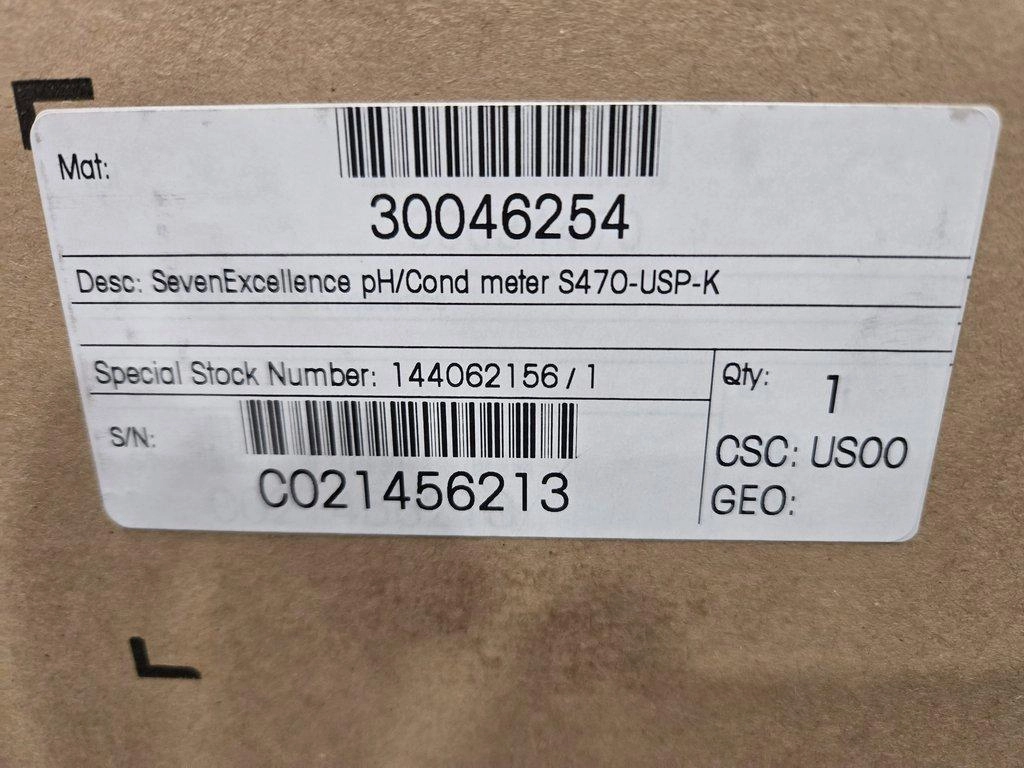 Mat:
30046254
Desc: SevenExcellence pH/Cond meter S470-USP-K
Special Stock Number: 144062156 / 1
Qty: 1
S/N:
C021456213
CSC: US00
GEO: